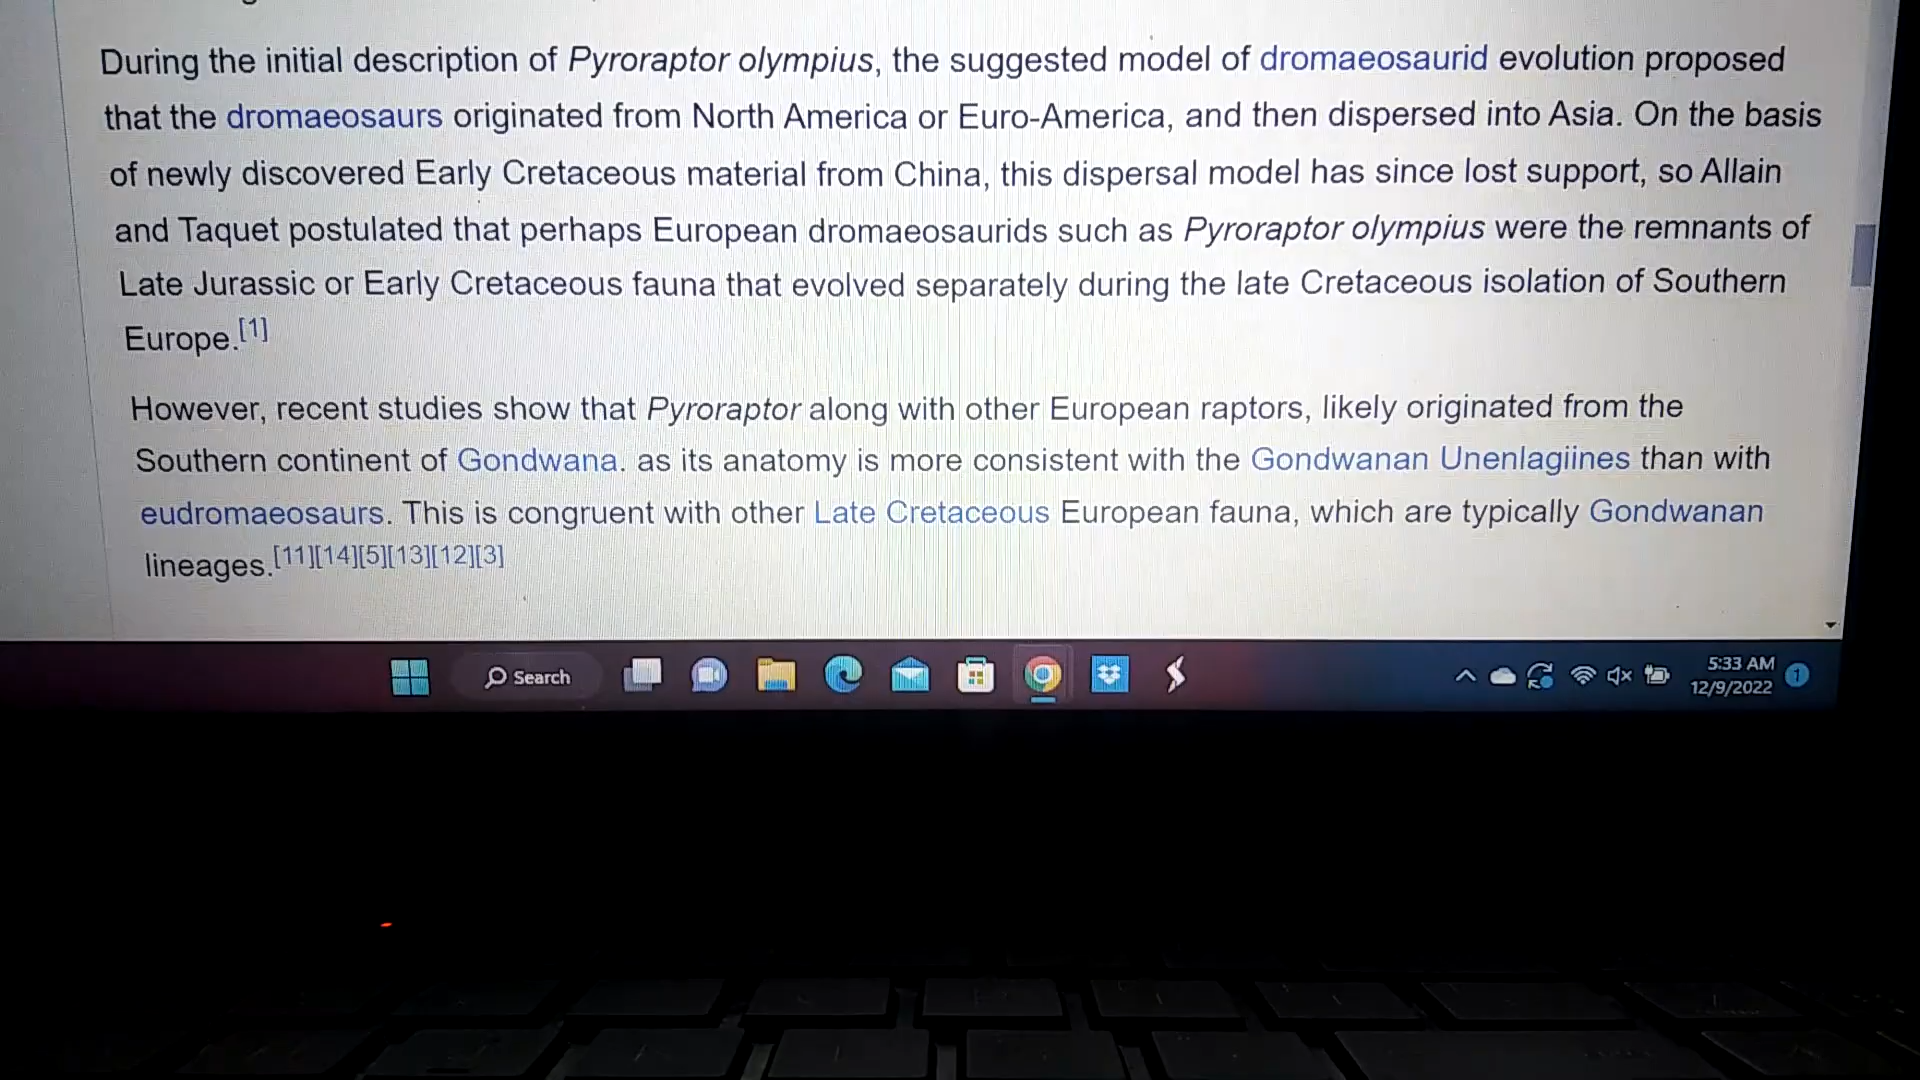 During the initial description of Pyroraptor olympius, the suggested model of dromaeosaurid evolution proposed
that the dromaeosaurs originated from North America or Euro-America, and then dispersed into Asia. On the basis
of newly discovered Early Cretaceous material from China, this dispersal model has since lost support, so Allain
and Taquet postulated that perhaps European dromaeosaurids such as Pyroraptor olympius were the remnants of
Late Jurassic or Early Cretaceous fauna that evolved separately during the late Cretaceous isolation of Southern
Europe.[1]
However, recent studies show that Pyroraptor along with other European raptors, likely originated from the
Southern continent of Gondwana. as its anatomy is more consistent with the Gondwanan Unenlagiines than with
eudromaeosaurs. This is congruent with other Late Cretaceous European fauna, which are typically Gondwanan
lineages.[11][14][5][13][12][3]
Search
5:33 AM
12/9/2022
1